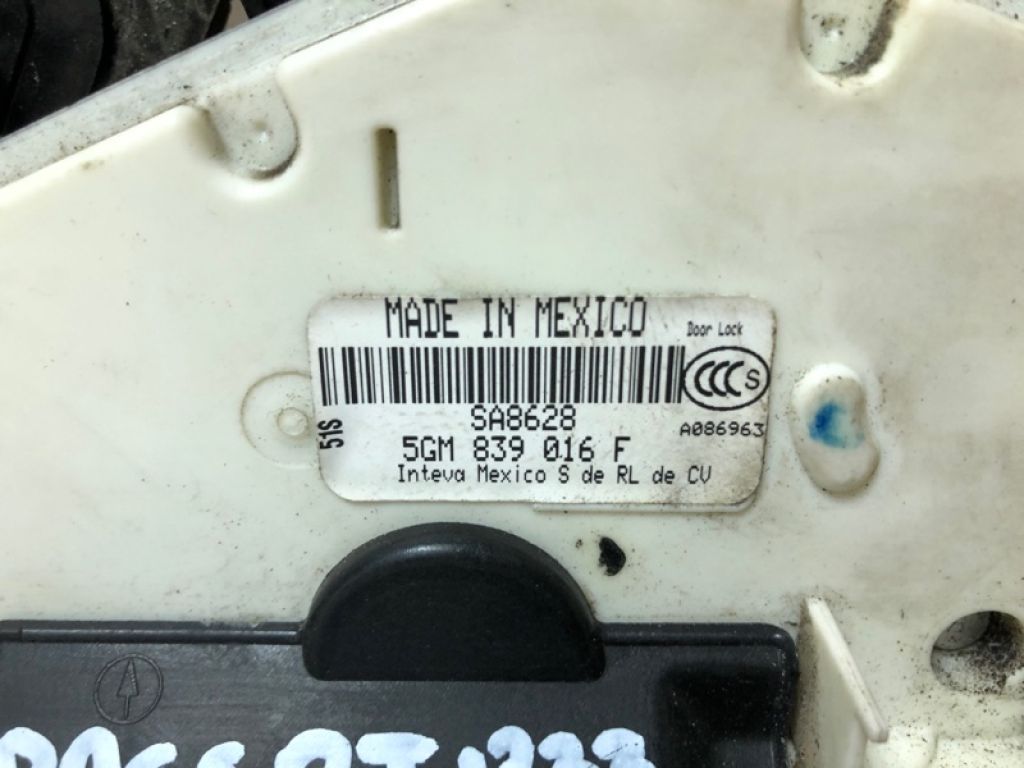 MADE IN MEXICO
Door Lock
CCC S
SA8628
A086963
51S
5GM 839 016 F
Inteva Mexico S de RL de CV